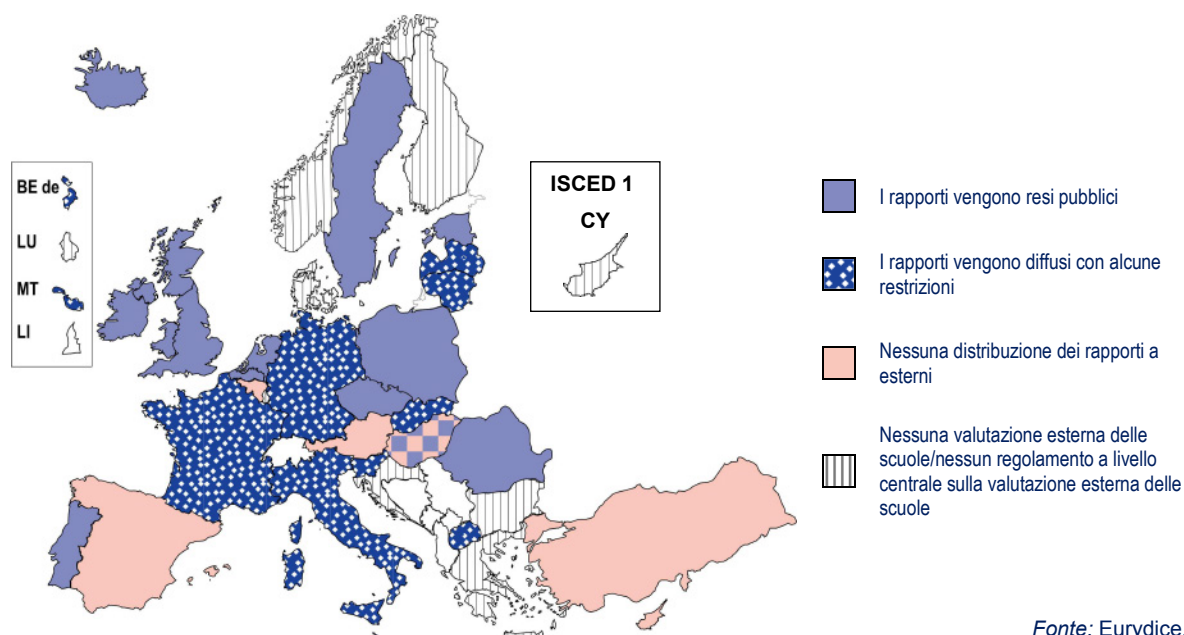 BE de
LU
MT
LI
ISCED 1
CY
I rapporti vengono resi pubblici
I rapporti vengono diffusi con alcune
restrizioni
Nessuna distribuzione dei rapporti a
esterni
Nessuna valutazione esterna delle
scuole/nessun regolamento a livello
centrale sulla valutazione esterna delle
scuole
Fonte: Eurydice